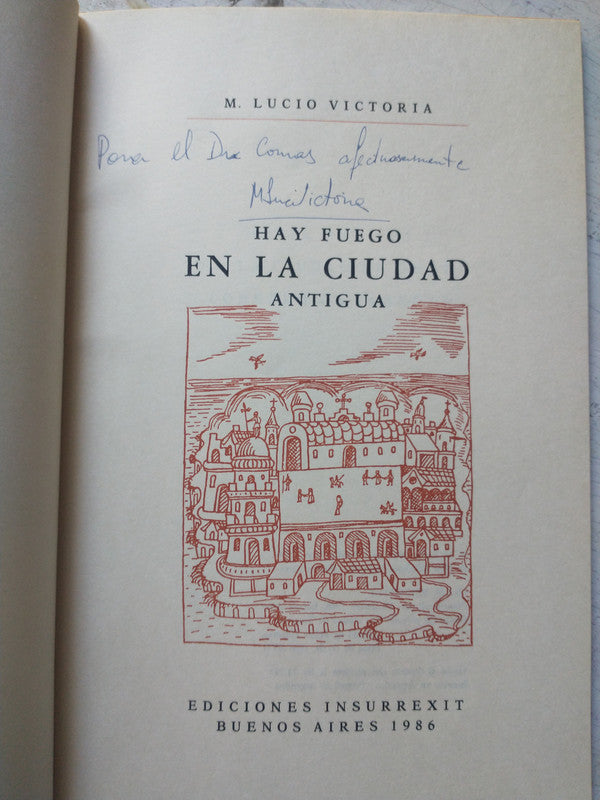 M. LUCIO VICTORIA
Para el Dr. Comas afectuosamente
MLucioVictoria
HAY FUEGO
EN LA CIUDAD
ANTIGUA
EDICIONES INSURREXIT
BUENOS AIRES 1986